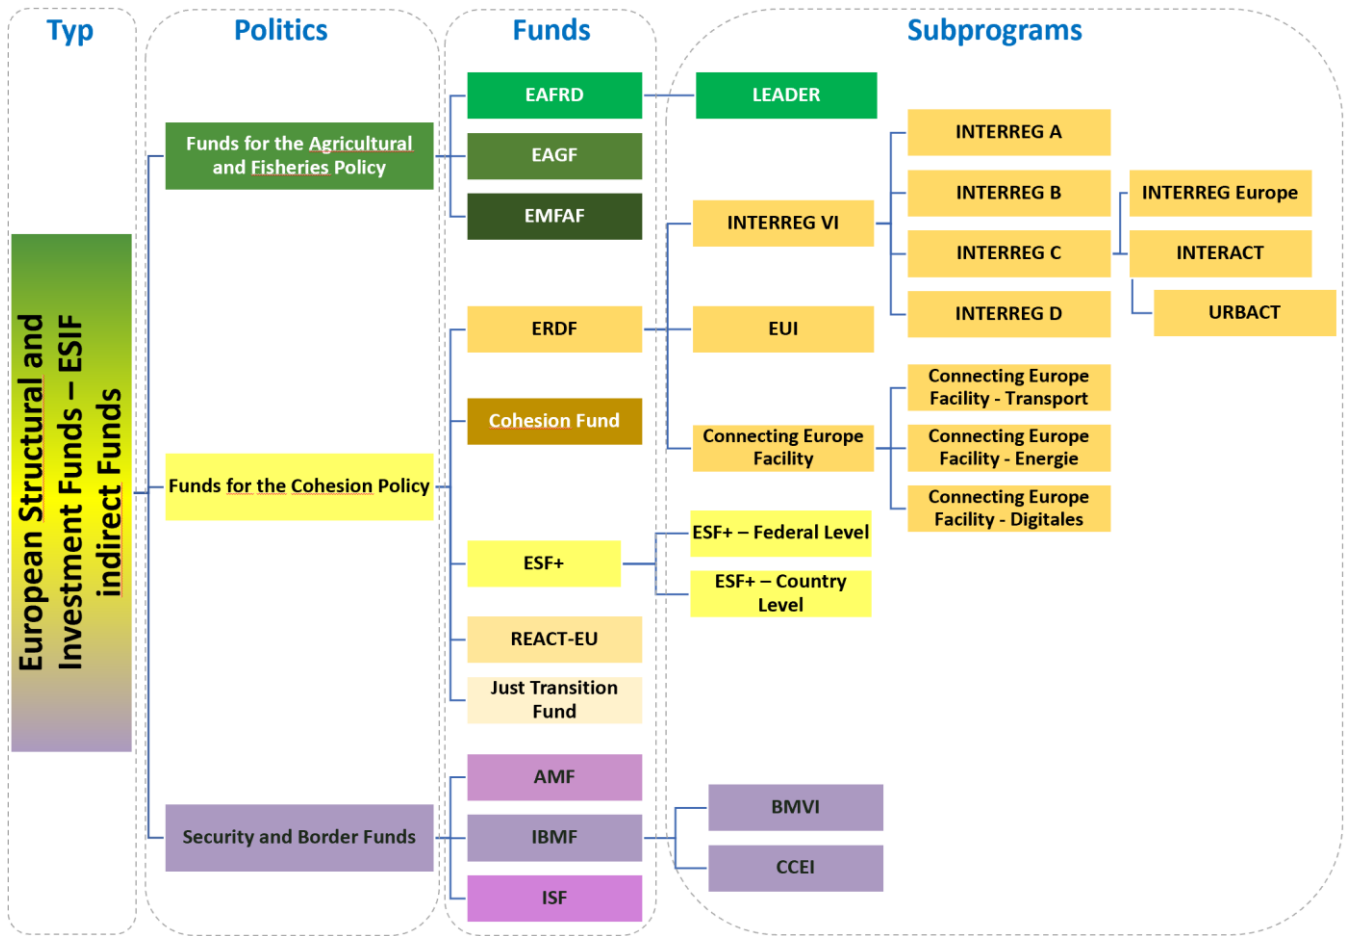 Typ
Politics
Funds
Subprograms
European Structural and
Investment Funds – ESIF
indirect Funds
Funds for the Agricultural
and Fisheries Policy
EAFRD
LEADER
EAGF
EMFAF
Funds for the Cohesion Policy
ERDF
INTERREG VI
INTERREG A
INTERREG B
INTERREG C
INTERREG D
INTERREG Europe
INTERACT
URBACT
EUI
Connecting Europe
Facility
Connecting Europe
Facility - Transport
Connecting Europe
Facility - Energie
Connecting Europe
Facility - Digitales
Cohesion Fund
ESF+
ESF+ – Federal Level
ESF+ – Country
Level
REACT-EU
Just Transition
Fund
Security and Border Funds
AMF
IBMF
BMVI
CCEI
ISF